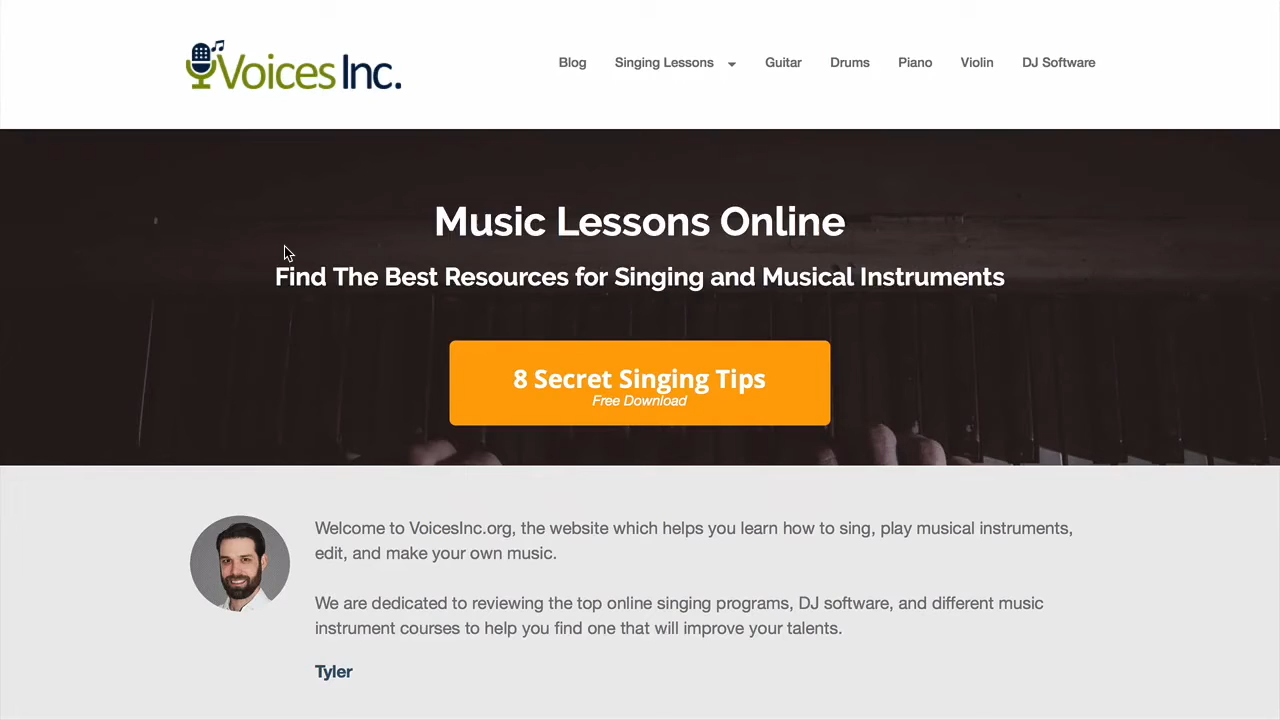 Voices Inc.
Blog Singing Lessons Guitar Drums Piano Violin DJ Software
Music Lessons Online
Find The Best Resources for Singing and Musical Instruments
8 Secret Singing Tips
Free Download
Welcome to VoicesInc.org, the website which helps you learn how to sing, play musical instruments,
edit, and make your own music.
We are dedicated to reviewing the top online singing programs, DJ software, and different music
instrument courses to help you find one that will improve your talents.
Tyler